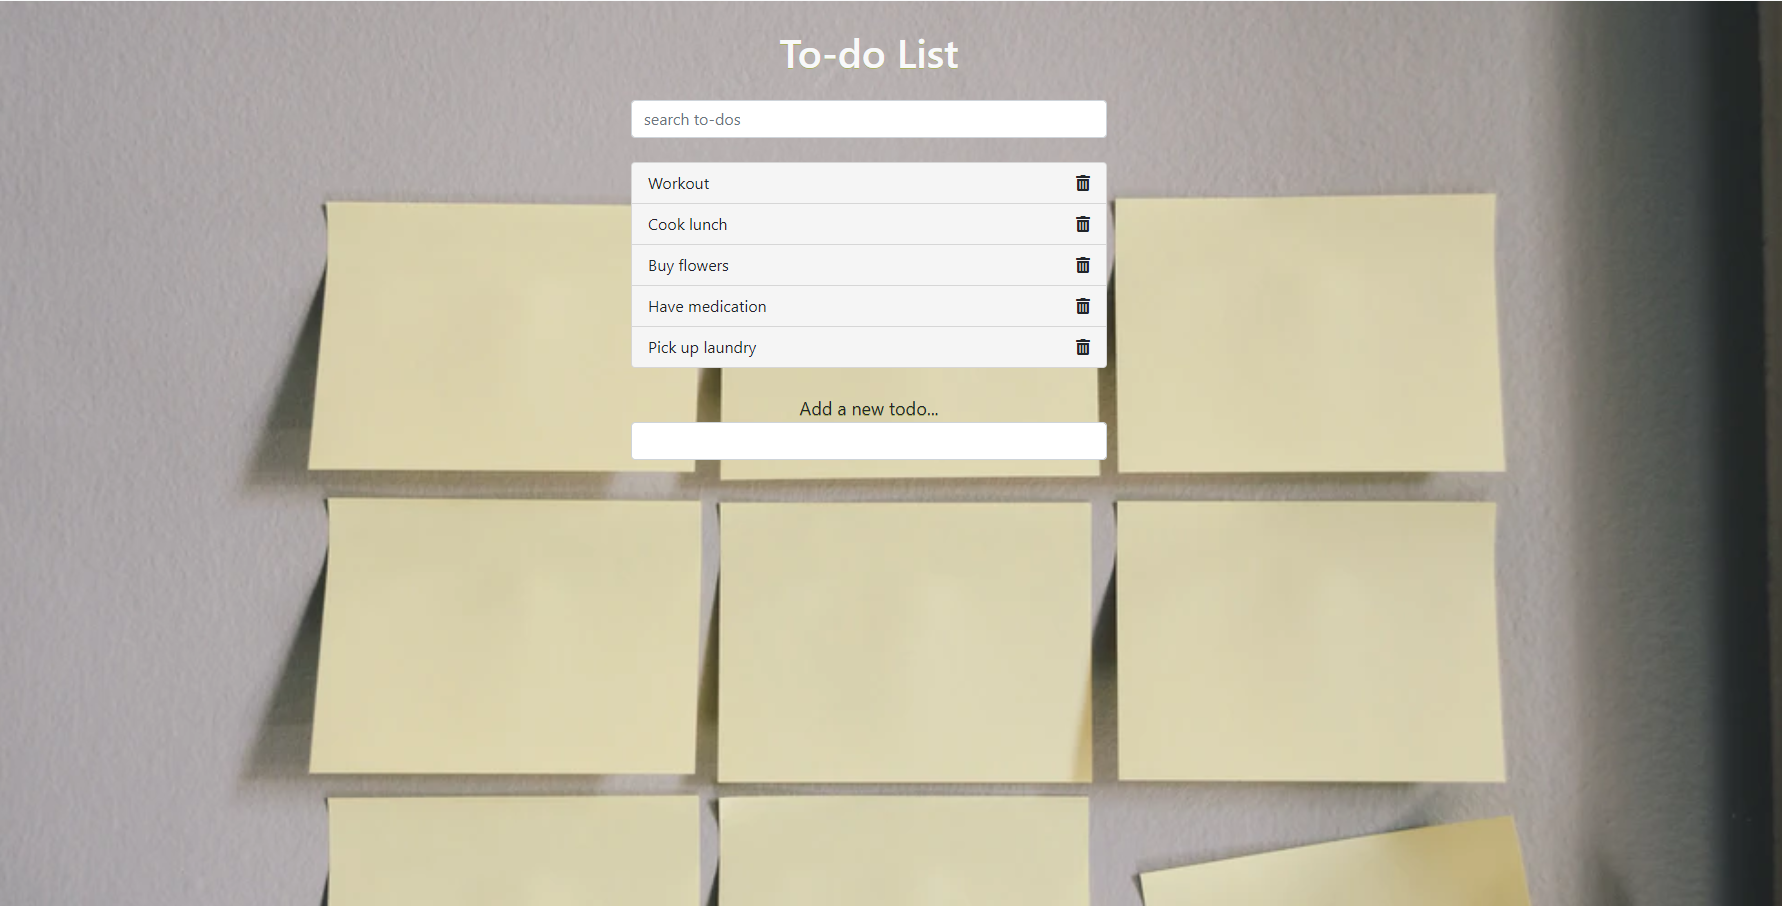 To-do List
search to-dos
Workout
Cook lunch
Buy flowers
Have medication
Pick up laundry
Add a new todo...